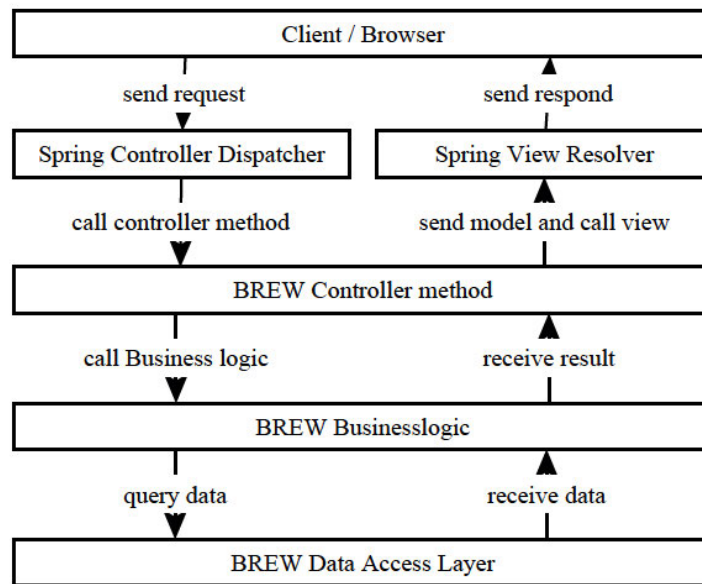 Client / Browser
send request
send respond
Spring Controller Dispatcher
Spring View Resolver
call controller method
send model and call view
BREW Controller method
call Business logic
receive result
BREW Businesslogic
query data
receive data
BREW Data Access Layer